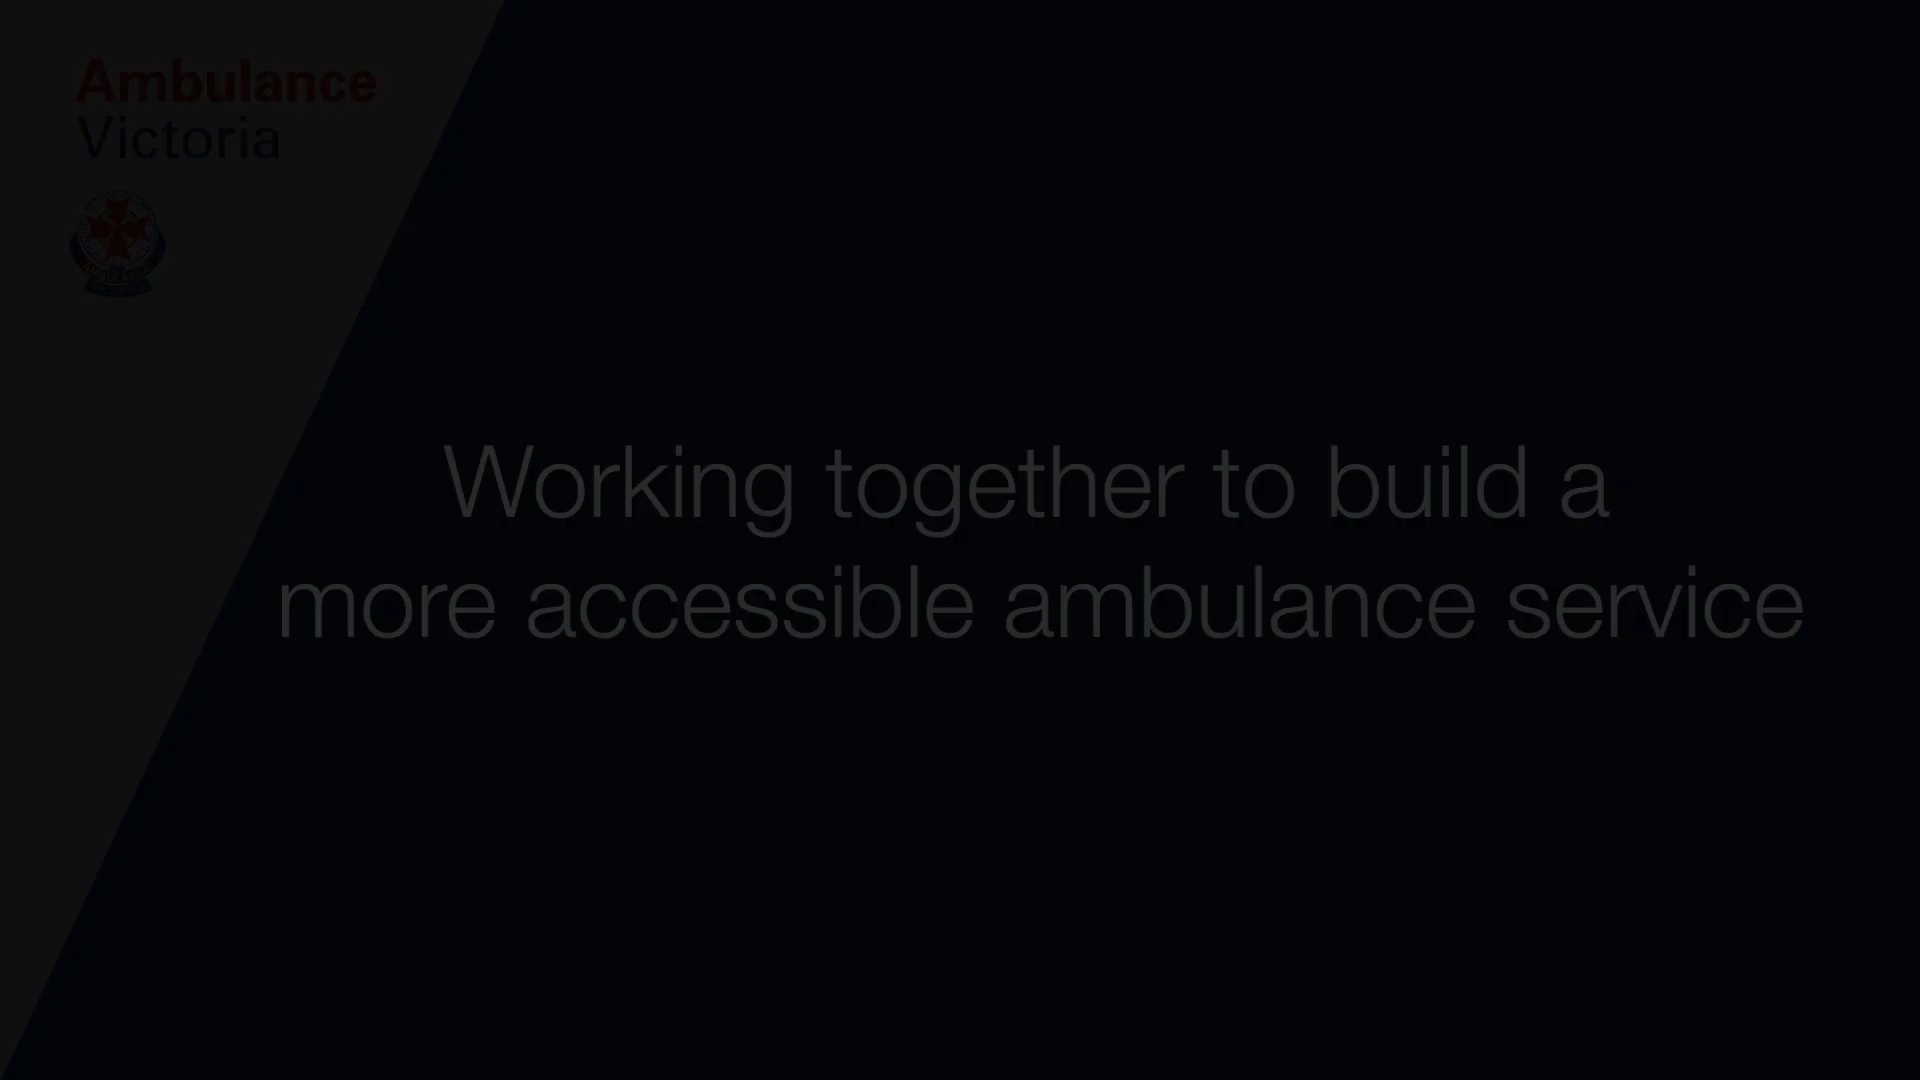 Ambulance
Victoria
Working together to build a
more accessible ambulance service